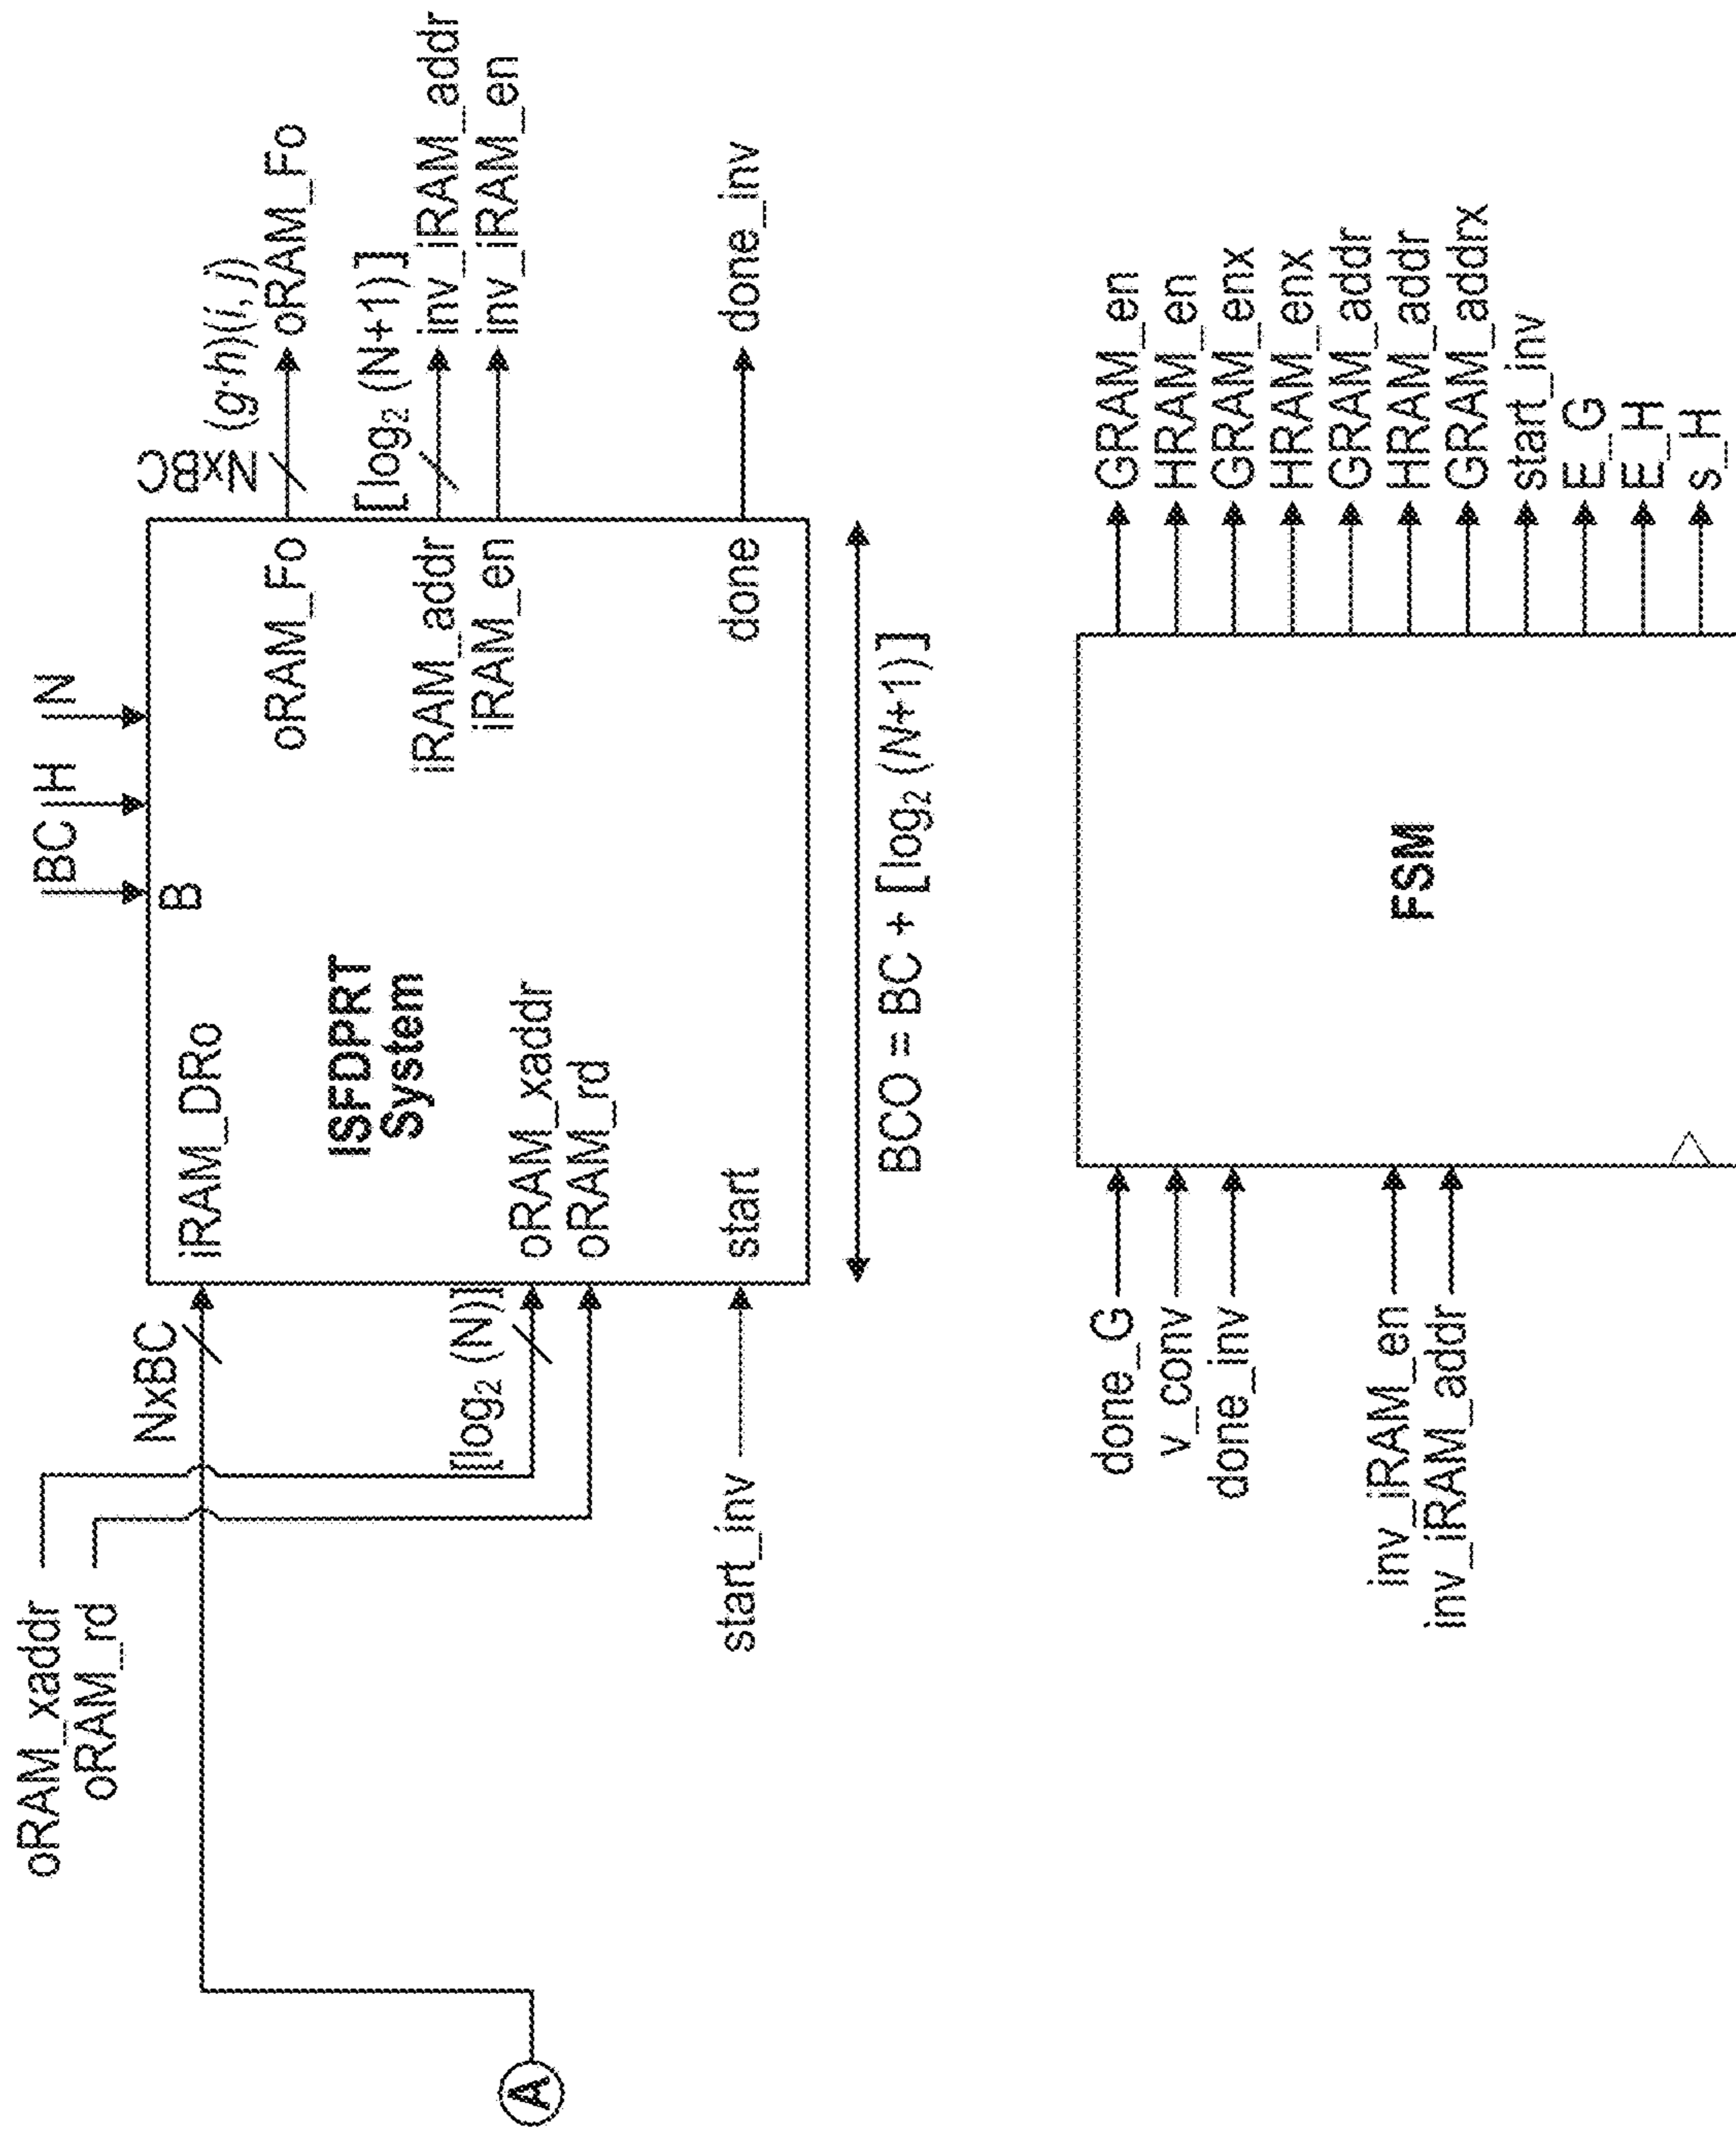 oRAM_xaddr
oRAM_rd
A
NxBC
[log₂ (N)]
start_inv
BC
H
N
B
iRAM_DRo
ISFDPRT
System
oRAM_xaddr
oRAM_rd
start
oRAM_Fo
iRAM_addr
iRAM_en
done
NxBC
(g·h)(i,j)
oRAM_Fo
[log₂ (N+1)]
inv_iRAM_addr
inv_iRAM_en
done_inv
BCO = BC + [log₂ (N+1)]
done_G
v_conv
done_inv
inv_iRAM_en
inv_iRAM_addr
FSM
GRAM_en
HRAM_en
GRAM_enx
HRAM_enx
GRAM_addr
HRAM_addr
GRAM_addrx
start_inv
E_G
E_H
s_H